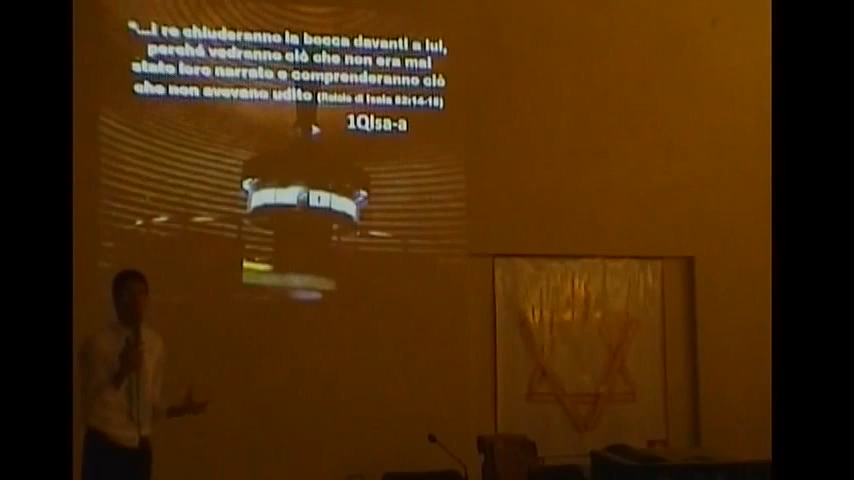 "...i re chiuderanno la bocca davanti a lui,
perché vedranno ciò che non era mai
stato loro narrato e comprenderanno ciò
che non avevano udito (Rotolo di Isaia 52:14-15)
1QIsa-a